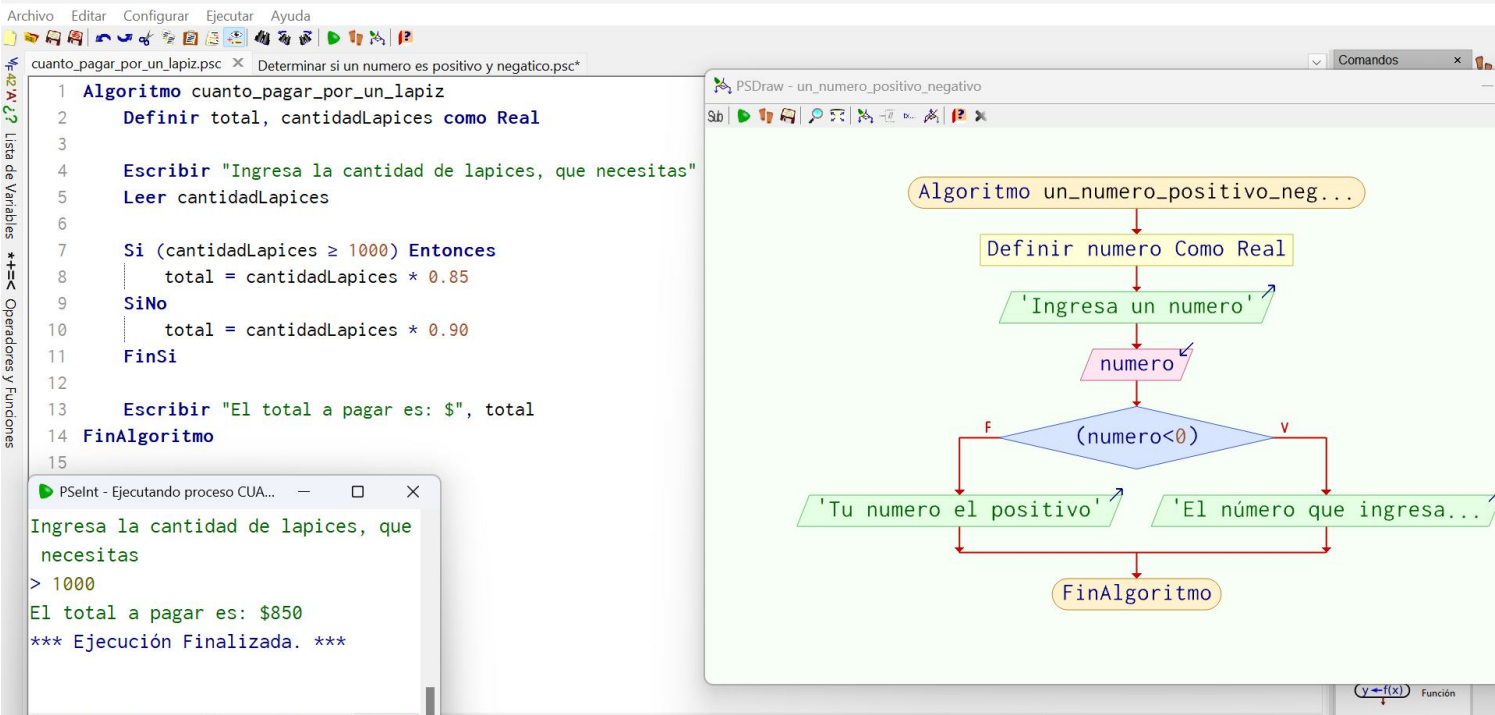 Archivo Editar Configurar Ejecutar Ayuda
cuanto_pagar_por_un_lapiz.psc
Determinar si un numero es positivo y negatico.psc*
Comandos
42 'A' ¿? Lista de Variables
*+=< Operadores y Funciones
1 Algoritmo cuanto_pagar_por_un_lapiz
2 Definir total, cantidadLapices como Real
3
4 Escribir "Ingresa la cantidad de lapices, que necesitas"
5 Leer cantidadLapices
6
7 Si (cantidadLapices ≥ 1000) Entonces
8 total = cantidadLapices * 0.85
9 SiNo
10 total = cantidadLapices * 0.90
11 FinSi
12
13 Escribir "El total a pagar es: $", total
14 FinAlgoritmo
15
PSeInt - Ejecutando proceso CUA...
Ingresa la cantidad de lapices, que
necesitas
> 1000
El total a pagar es: $850
*** Ejecución Finalizada. ***
PSDraw - un_numero_positivo_negativo
Sub
Algoritmo un_numero_positivo_neg...
Definir numero Como Real
'Ingresa un numero'
numero
F
(numero<0)
V
'Tu numero el positivo'
'El número que ingresa...
FinAlgoritmo
y←f(x) Función